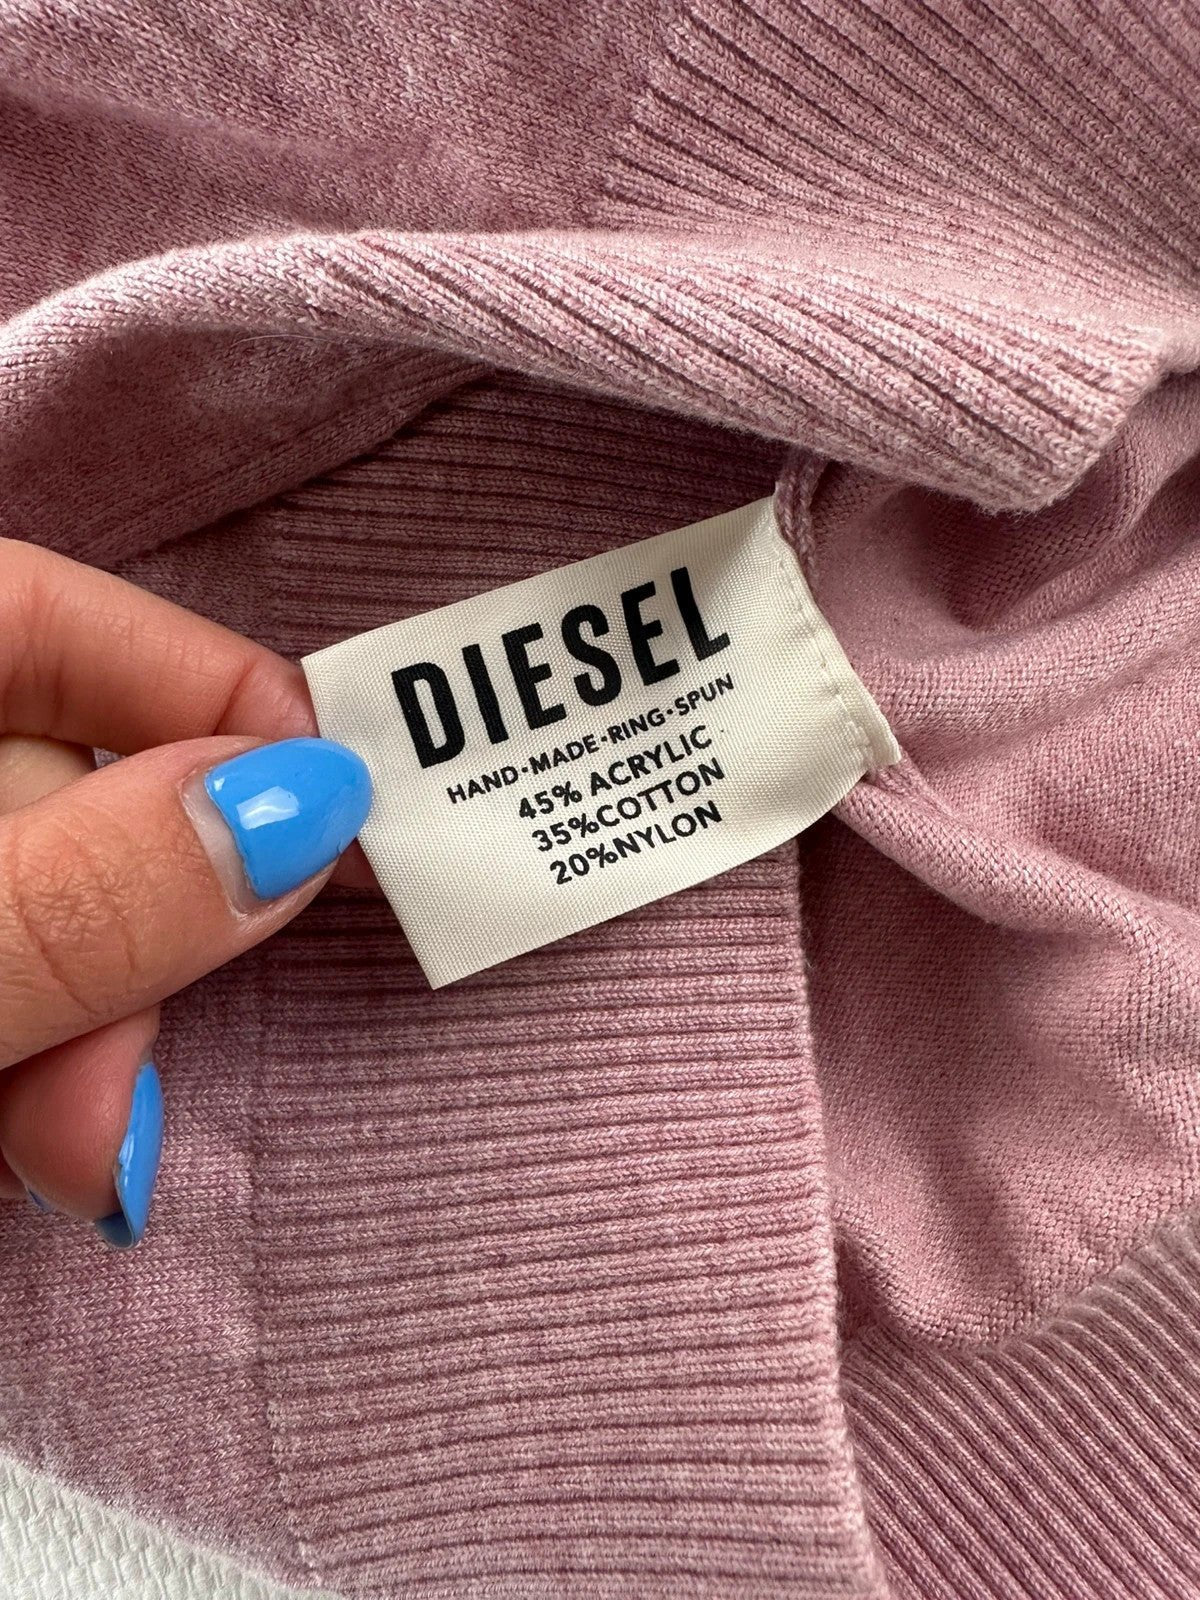 DIESEL
HAND·MADE·RING·SPUN
45% ACRYLIC
35%COTTON
20%NYLON